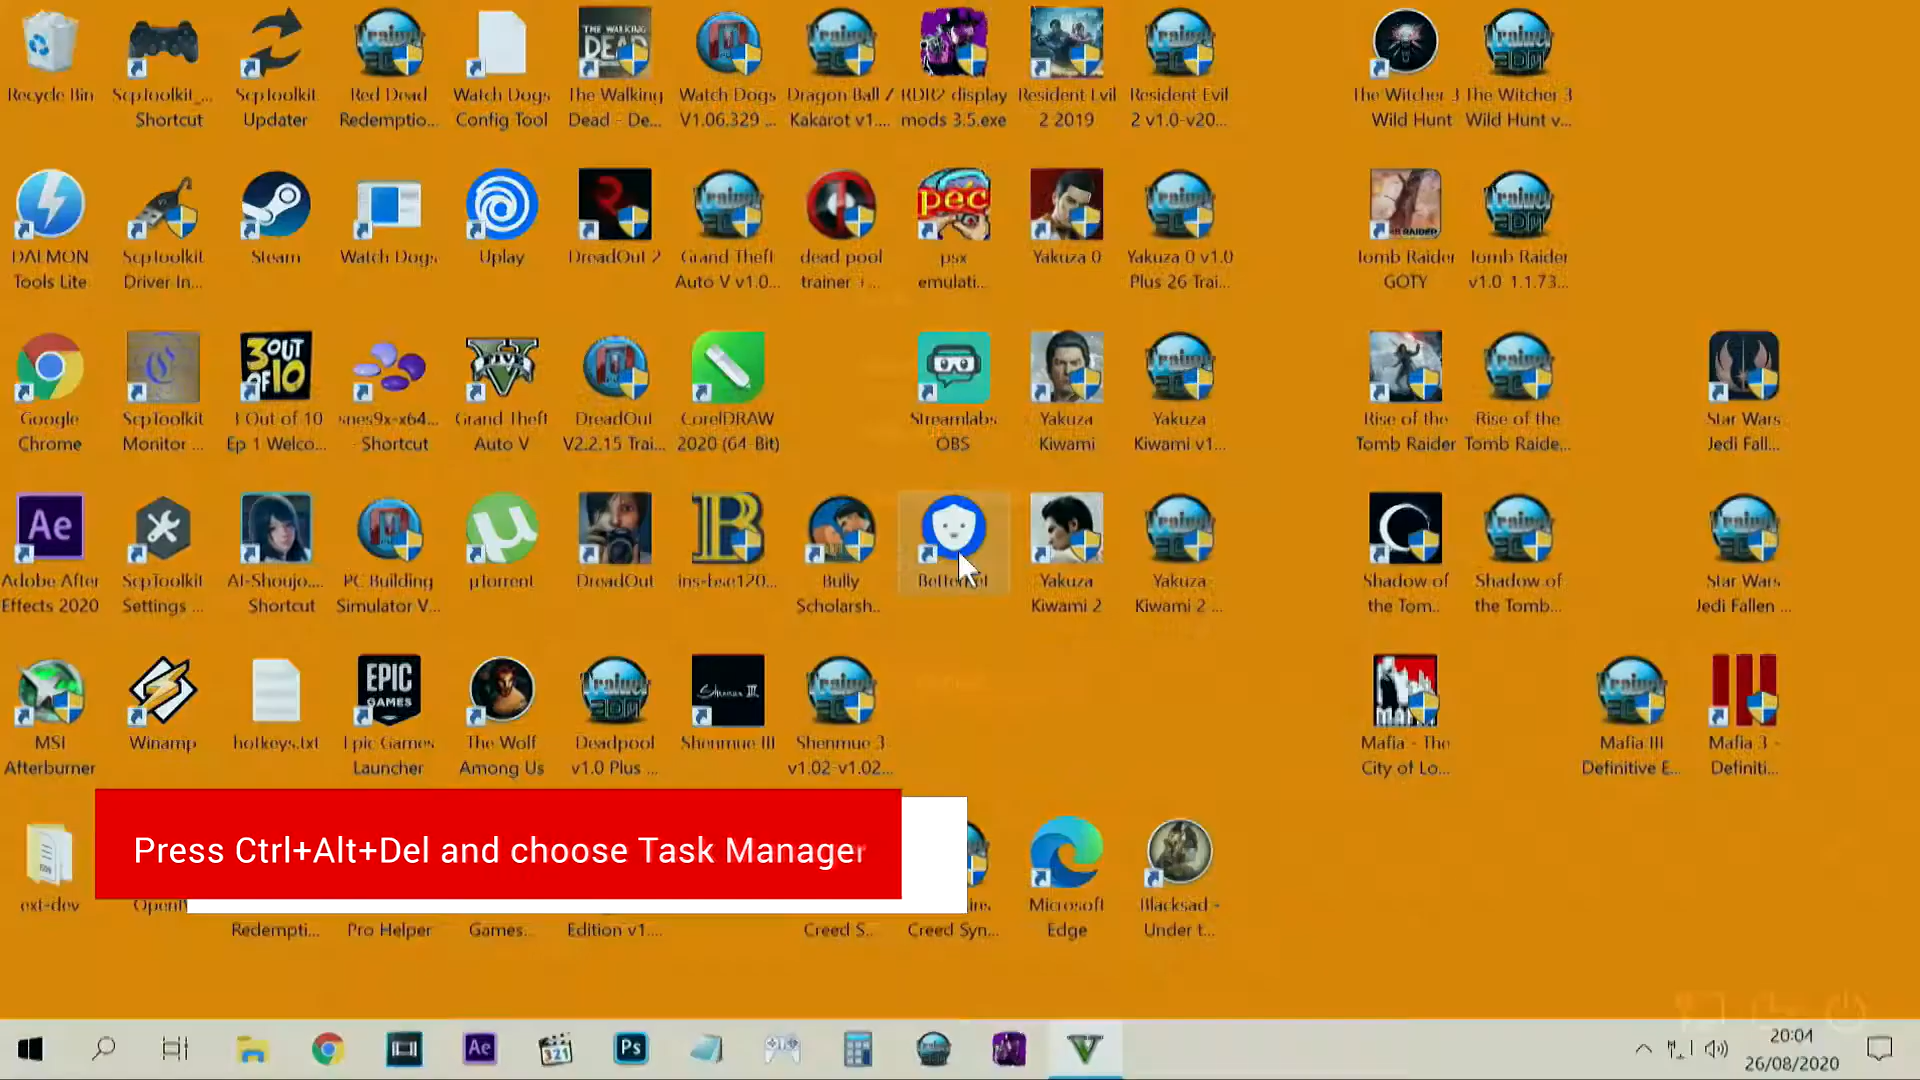 Recycle Bin
ScpToolkit_...
Shortcut
ScpToolkit
Updater
Red Dead
Redemptio...
Watch Dogs
Config Tool
The Walking
Dead - De...
Watch Dogs
V1.06.329 ...
Dragon Ball Z
Kakarot v1....
RDR2 display
mods 3.5.exe
Resident Evil
2 2019
Resident Evil
2 v1.0-v20...
The Witcher 3
Wild Hunt
The Witcher 3
Wild Hunt v...
DAEMON
Tools Lite
ScpToolkit
Driver In...
Steam
Watch Dogs
Uplay
DreadOut 2
Grand Theft
Auto V v1.0...
dead pool
trainer +...
psx
emulati...
Yakuza 0
Yakuza 0 v1.0
Plus 26 Trai...
Tomb Raider
GOTY
Tomb Raider
v1.0 1.1.73...
Google
Chrome
ScpToolkit
Monitor ...
3 Out of 10
Ep 1 Welco...
snes9x-x64...
- Shortcut
Grand Theft
Auto V
DreadOut
V2.2.15 Trai...
CorelDRAW
2020 (64-Bit)
Streamlabs
OBS
Yakuza
Kiwami
Yakuza
Kiwami v1...
Rise of the
Tomb Raider
Rise of the
Tomb Raide...
Star Wars
Jedi Fall...
Adobe After
Effects 2020
ScpToolkit
Settings ...
AI-Shoujo...
Shortcut
PC Building
Simulator V...
µTorrent
DreadOut
ins-bsq120...
Bully
Scholarsh...
Betternet
Yakuza
Kiwami 2
Yakuza
Kiwami 2 ...
Shadow of
the Tom...
Shadow of
the Tomb...
Star Wars
Jedi Fallen ...
MSI
Afterburner
Winamp
hotkeys.txt
Epic Games
Launcher
The Wolf
Among Us
Deadpool
v1.0 Plus ...
Shenmue III
Shenmue 3
v1.02-v1.02...
Mafia - The
City of Lo...
Mafia III
Definitive E...
Mafia 3 -
Definiti...
Press Ctrl+Alt+Del and choose Task Manager
ext-dev
Redempti...
Pro Helper
Games...
Edition v1....
Creed S...
Creed Syn...
Microsoft
Edge
Blacksad -
Under t...
20:04
26/08/2020